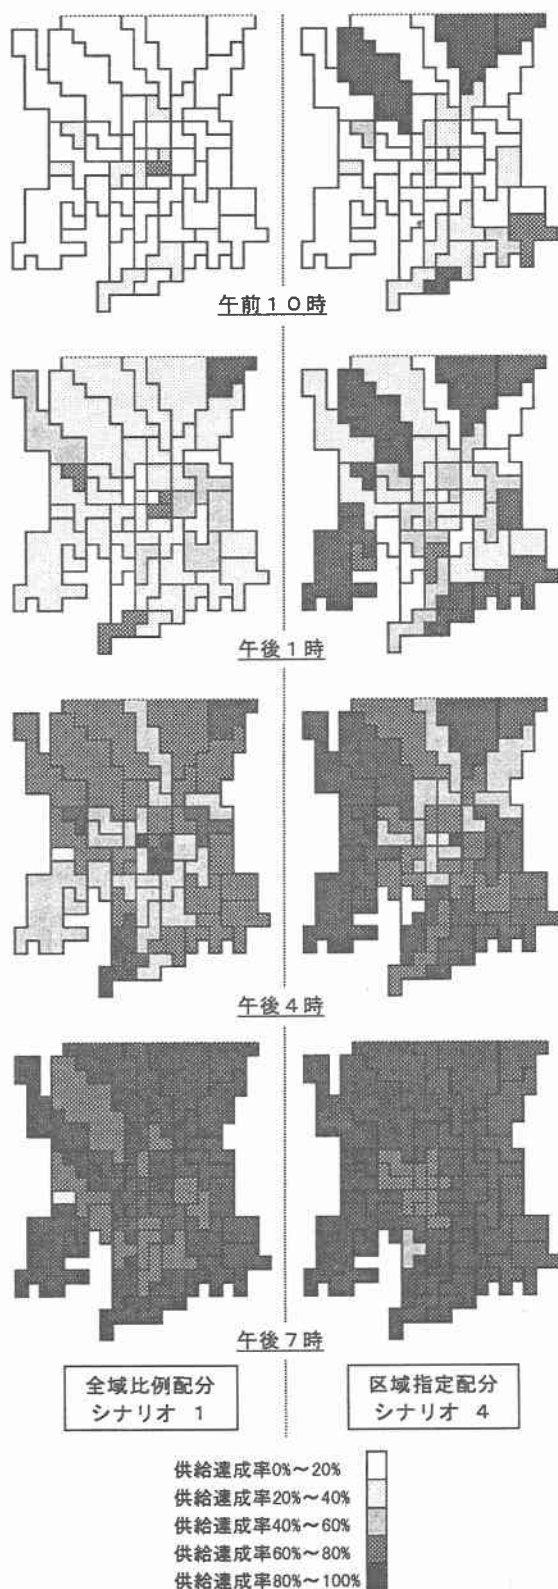 午前10時
午後1時
午後4時
午後7時
全域比例配分
シナリオ 1
区域指定配分
シナリオ 4
供給達成率0%~20%
供給達成率20%~40%
供給達成率40%~60%
供給達成率60%~80%
供給達成率80%~100%